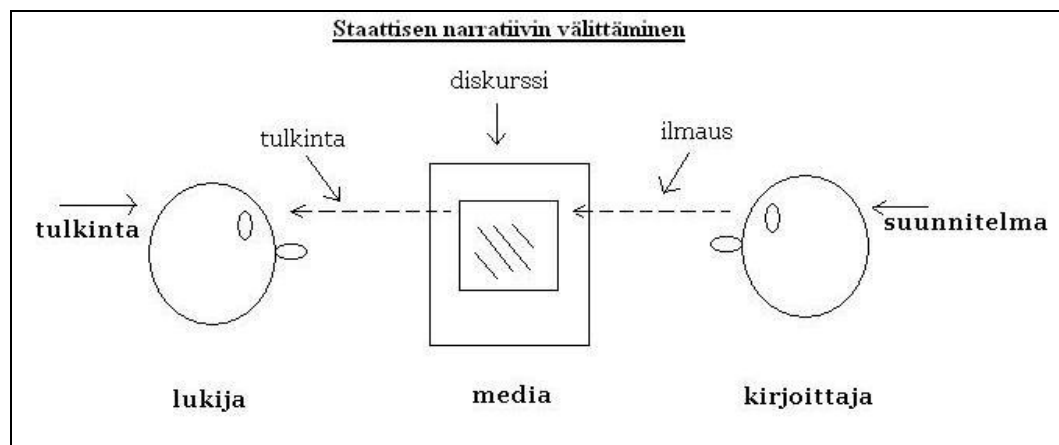 Staattisen narratiivin välittäminen
diskurssi
tulkinta
ilmaus
tulkinta
suunnitelma
lukija
media
kirjoittaja